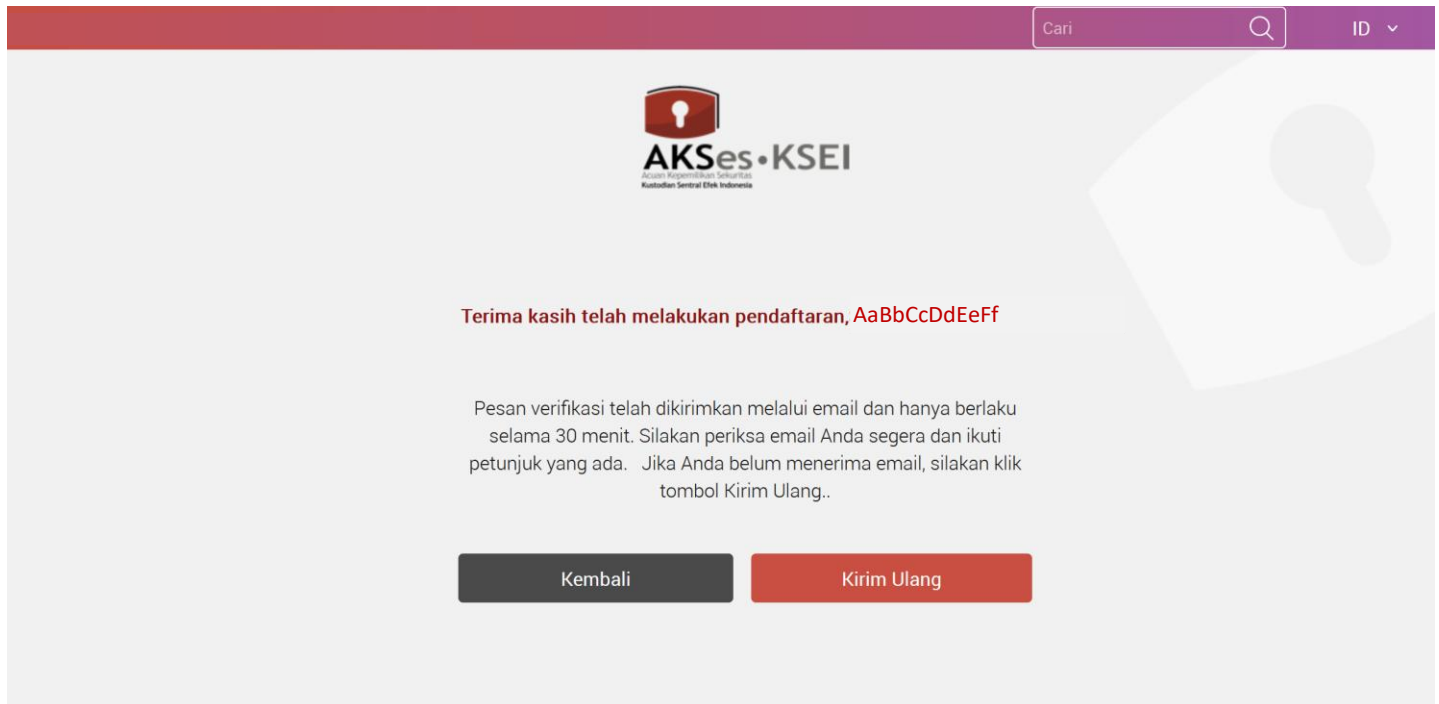 Cari
ID
AKSes•KSEI
Acuan Kepemilikan Sekuritas
Kustodian Sentral Efek Indonesia
Terima kasih telah melakukan pendaftaran, AaBbCcDdEeFf
Pesan verifikasi telah dikirimkan melalui email dan hanya berlaku
selama 30 menit. Silakan periksa email Anda segera dan ikuti
petunjuk yang ada.   Jika Anda belum menerima email, silakan klik
tombol Kirim Ulang..
Kembali
Kirim Ulang